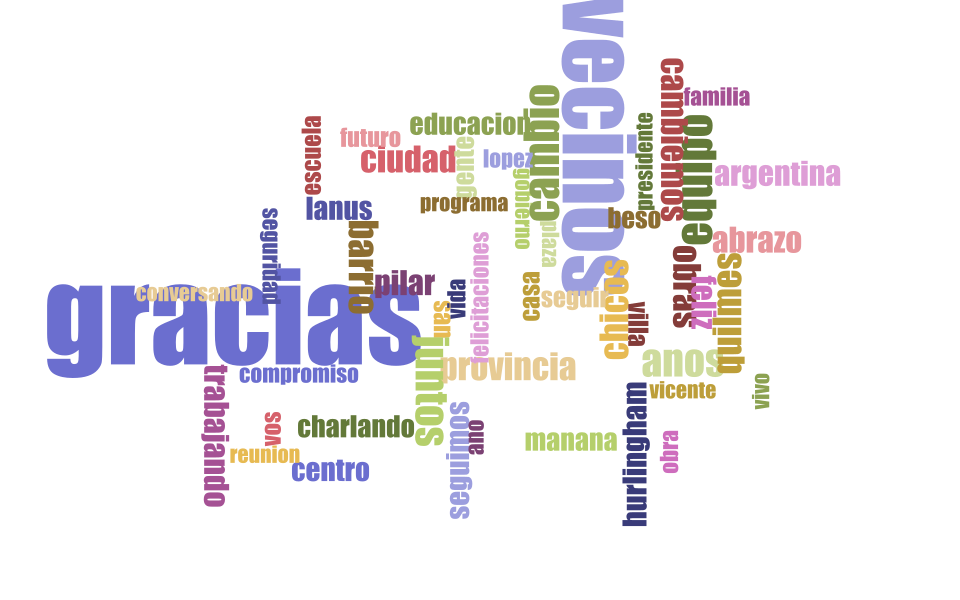 vecinos
cambiemos
familia
cambio
educacion
presidente
equipo
escuela
futuro
ciudad
gente
lopez
argentina
gobierno
programa
lanus
beso
seguridad
barrio
plaza
abrazo
felicitaciones
obras
quilmes
gracias
conversando
pilar
vida
casa
seguir
chicos
feliz
san
villa
juntos
provincia
anos
compromiso
vicente
vivo
trabajando
vos
charlando
seguimos
ano
manana
hurlingham
obra
reunion
centro